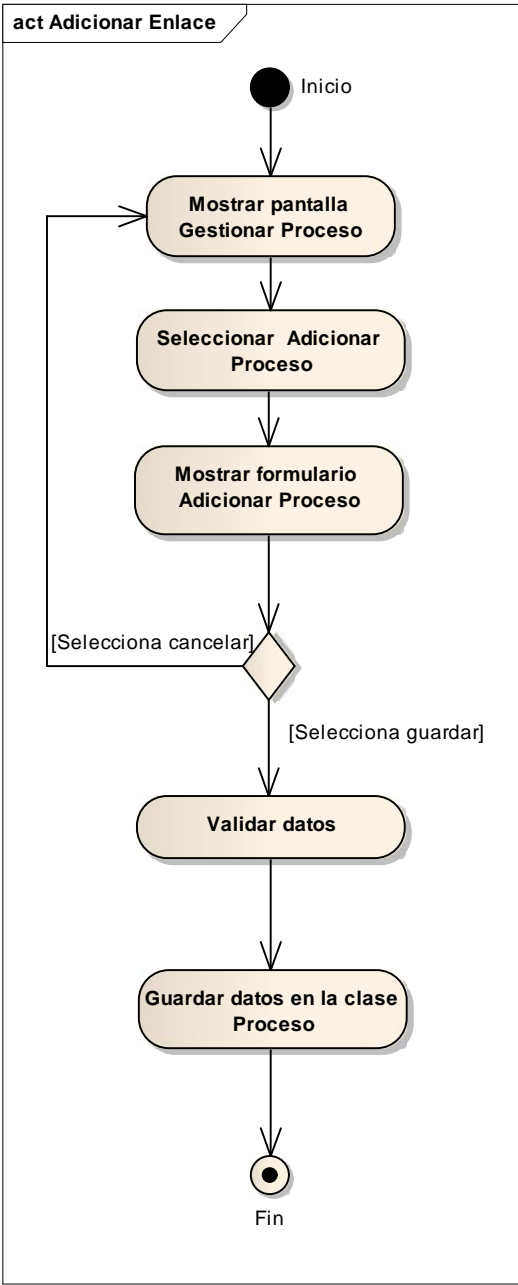 act Adicionar Enlace
Inicio
Mostrar pantalla
Gestionar Proceso
Seleccionar Adicionar
Proceso
Mostrar formulario
Adicionar Proceso
[Selecciona cancelar]
[Selecciona guardar]
Validar datos
Guardar datos en la clase
Proceso
Fin